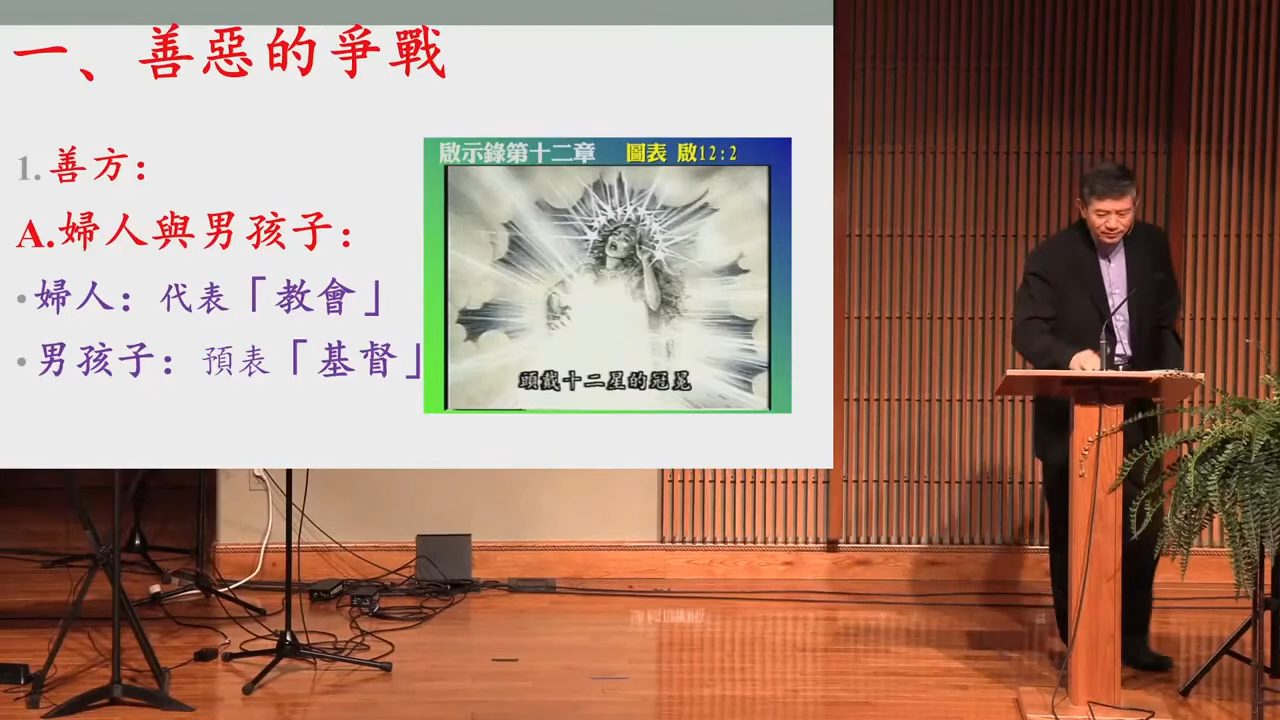 一、善惡的爭戰
1.善方：
A.婦人與男孩子：
•婦人：代表「教會」
•男孩子：預表「基督」
啟示錄第十二章 圖表 啟12:2
頭戴十二星的冠冕